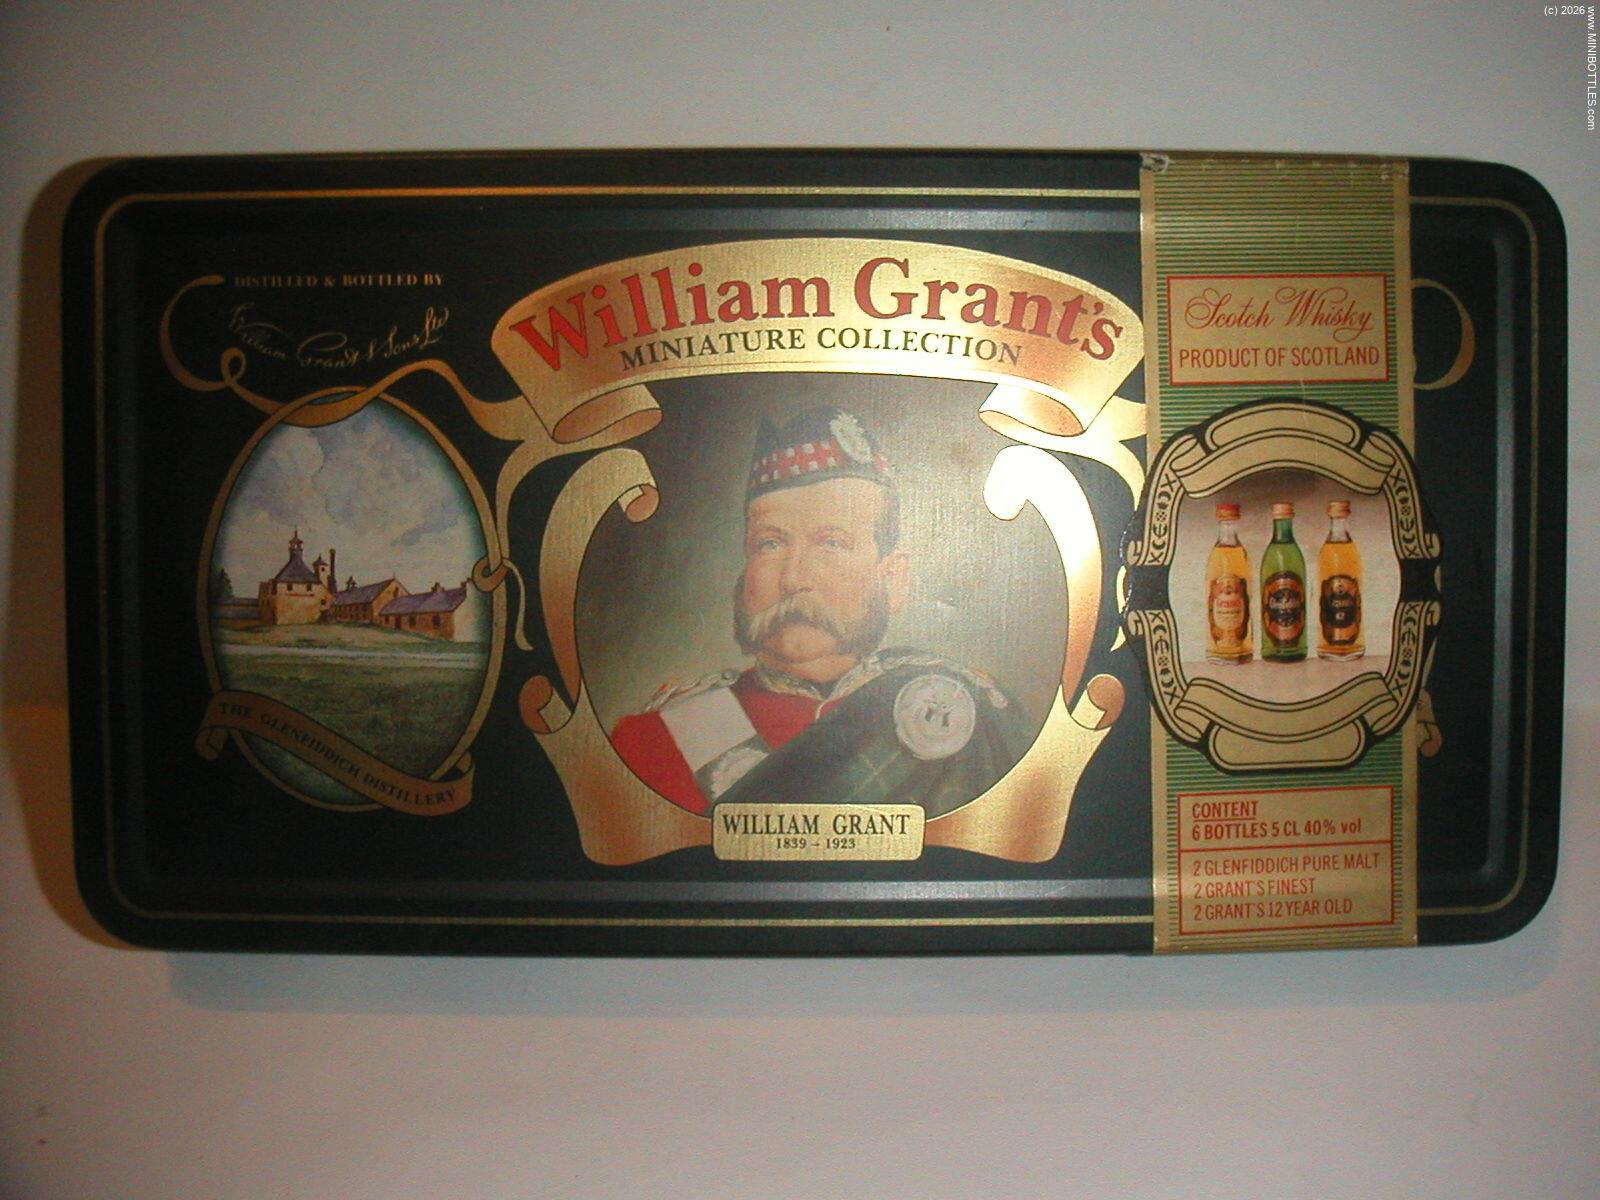 (c) 2026 www.MINIBOTTLES.com
DISTILLED & BOTTLED BY
William Grant & Sons Ltd
William Grant's
MINIATURE COLLECTION
THE GLENFIDDICH DISTILLERY
WILLIAM GRANT
1839 – 1923
Scotch Whisky
PRODUCT OF SCOTLAND
CONTENT
6 BOTTLES 5 CL 40% vol
2 GLENFIDDICH PURE MALT
2 GRANT'S FINEST
2 GRANT'S 12 YEAR OLD